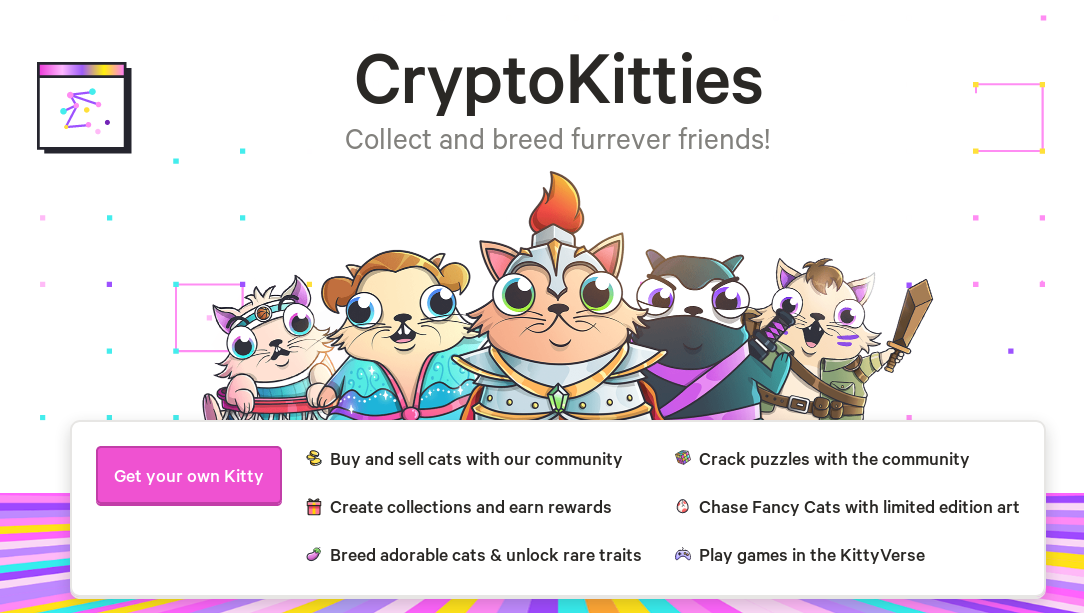 CryptoKitties
Collect and breed furrever friends!
Get your own Kitty
Buy and sell cats with our community
Create collections and earn rewards
Breed adorable cats & unlock rare traits
Crack puzzles with the community
Chase Fancy Cats with limited edition art
Play games in the KittyVerse